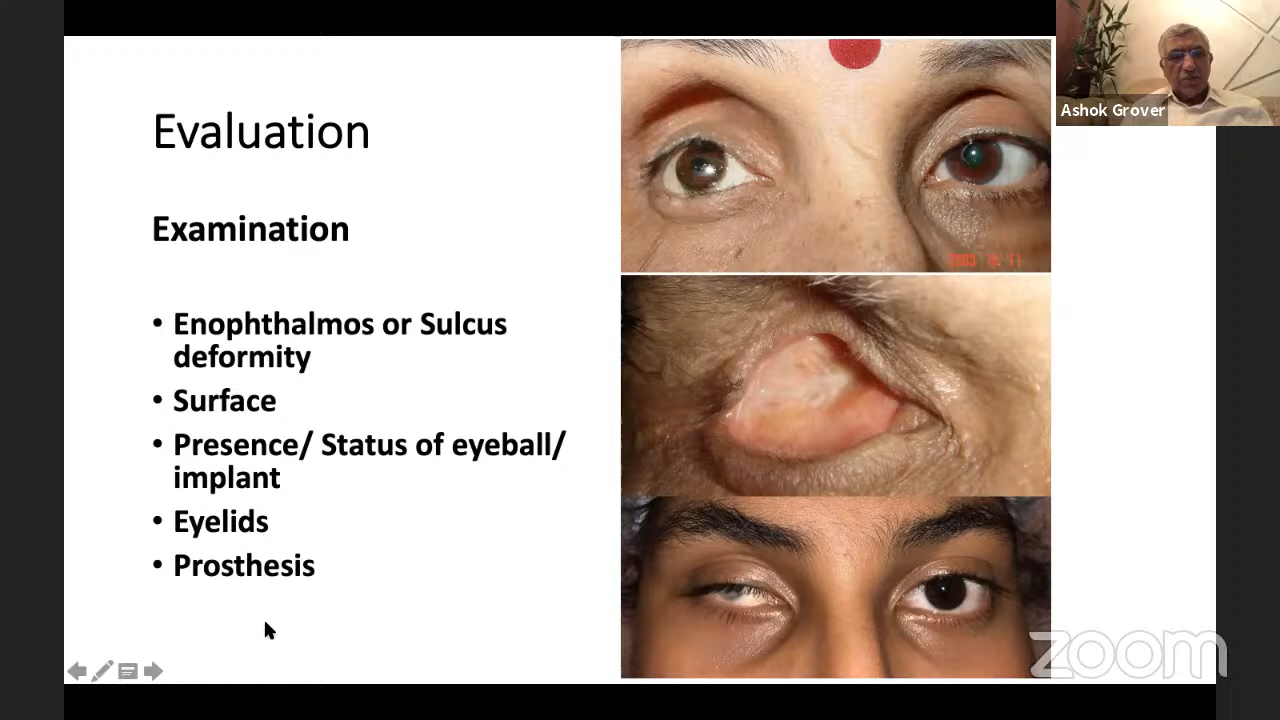 Evaluation
Examination
• Enophthalmos or Sulcus
deformity
• Surface
• Presence/ Status of eyeball/
implant
• Eyelids
• Prosthesis
Ashok Grover
zoom